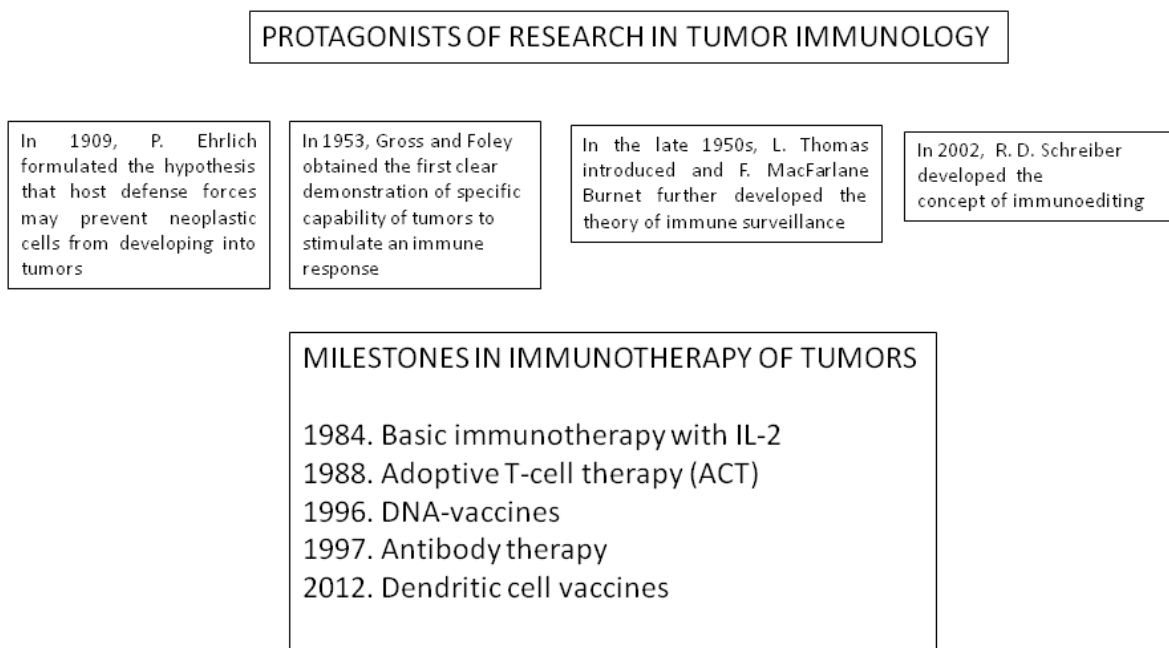 PROTAGONISTS OF RESEARCH IN TUMOR IMMUNOLOGY
In 1909, P. Ehrlich
formulated the hypothesis
that host defense forces
may prevent neoplastic
cells from developing into
tumors
In 1953, Gross and Foley
obtained the first clear
demonstration of specific
capability of tumors to
stimulate an immune
response
In the late 1950s, L. Thomas
introduced and F. MacFarlane
Burnet further developed the
theory of immune surveillance
In 2002, R. D. Schreiber
developed the
concept of immunoediting
MILESTONES IN IMMUNOTHERAPY OF TUMORS
1984. Basic immunotherapy with IL-2
1988. Adoptive T-cell therapy (ACT)
1996. DNA-vaccines
1997. Antibody therapy
2012. Dendritic cell vaccines